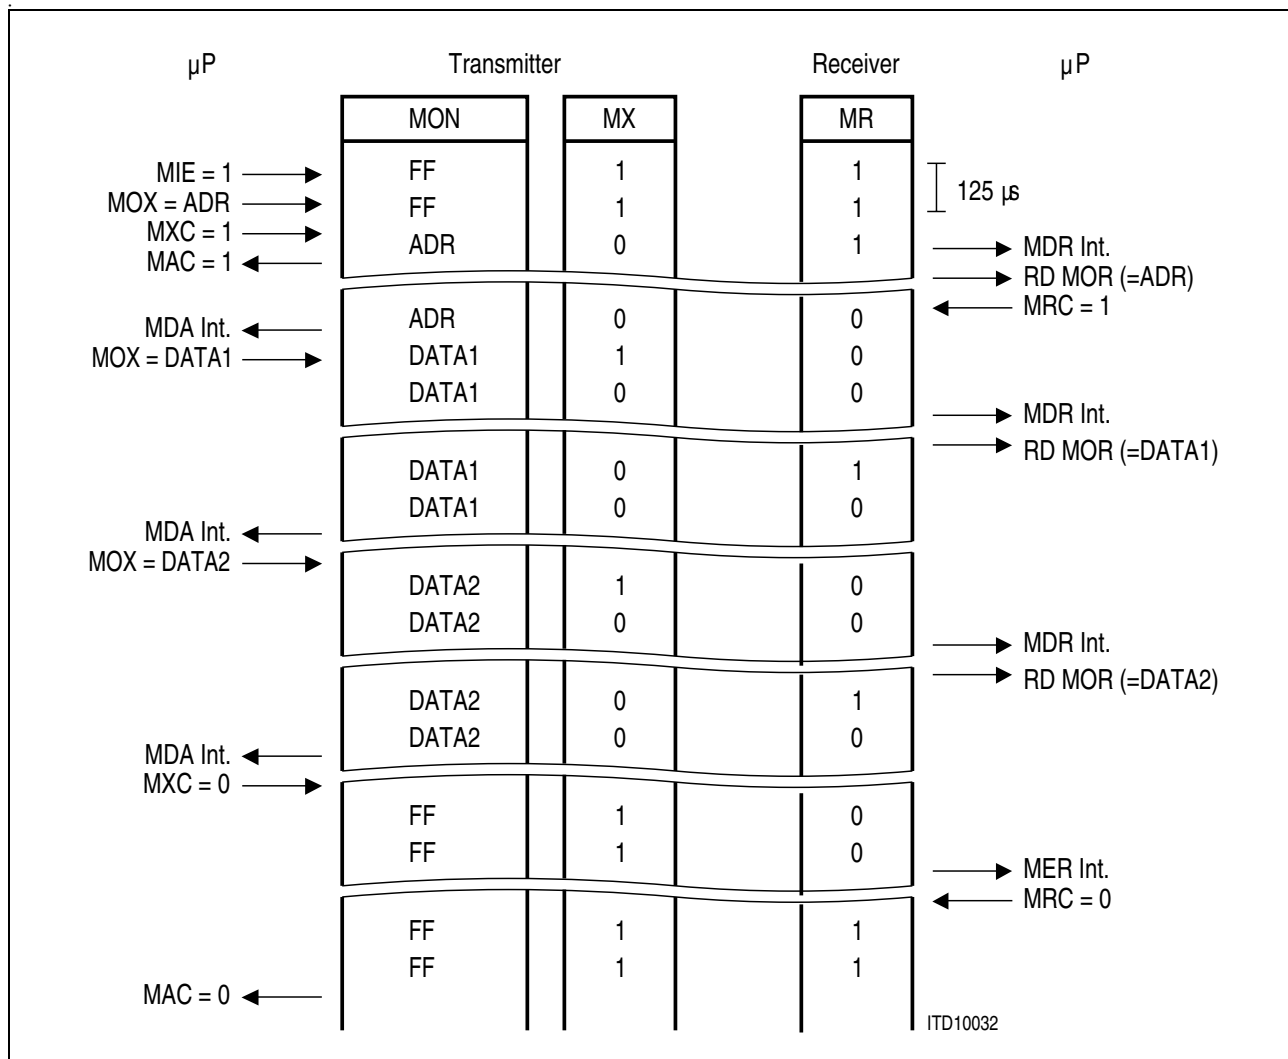 µP Transmitter Receiver µP
MON MX MR
MIE = 1 FF 1 1
125 µs
MOX = ADR FF 1 1
MXC = 1 ADR 0 1 MDR Int.
MAC = 1 RD MOR (=ADR)
MRC = 1
ADR 0 0
MDA Int.
MOX = DATA1 DATA1 1 0
DATA1 0 0
MDR Int.
RD MOR (=DATA1)
DATA1 0 1
DATA1 0 0
MDA Int.
MOX = DATA2
DATA2 1 0
DATA2 0 0
MDR Int.
RD MOR (=DATA2)
DATA2 0 1
DATA2 0 0
MDA Int.
MXC = 0
FF 1 0
FF 1 0
MER Int.
MRC = 0
FF 1 1
FF 1 1
MAC = 0
ITD10032